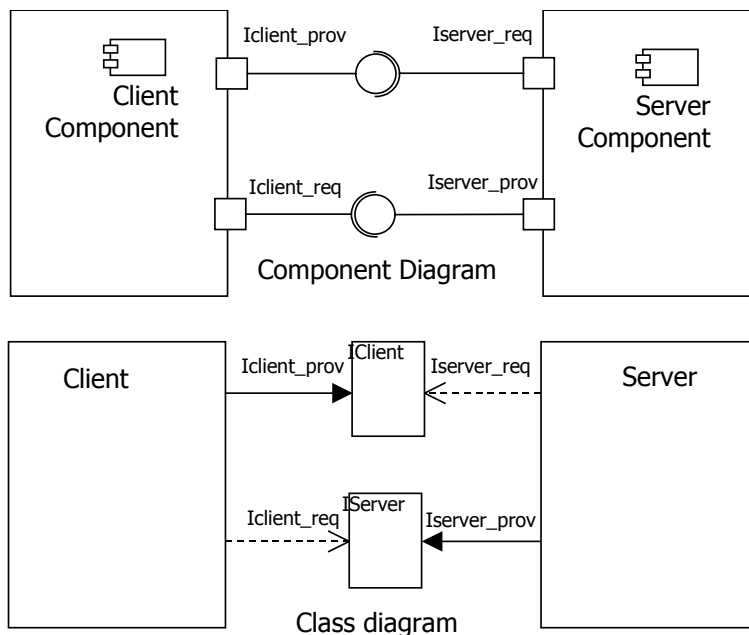 Iclient_prov
Iserver_req
Client
Component
Server
Component
Iclient_req
Iserver_prov
Component Diagram
Client
Iclient_prov
IClient
Iserver_req
Server
Iclient_req
IServer
Iserver_prov
Class diagram